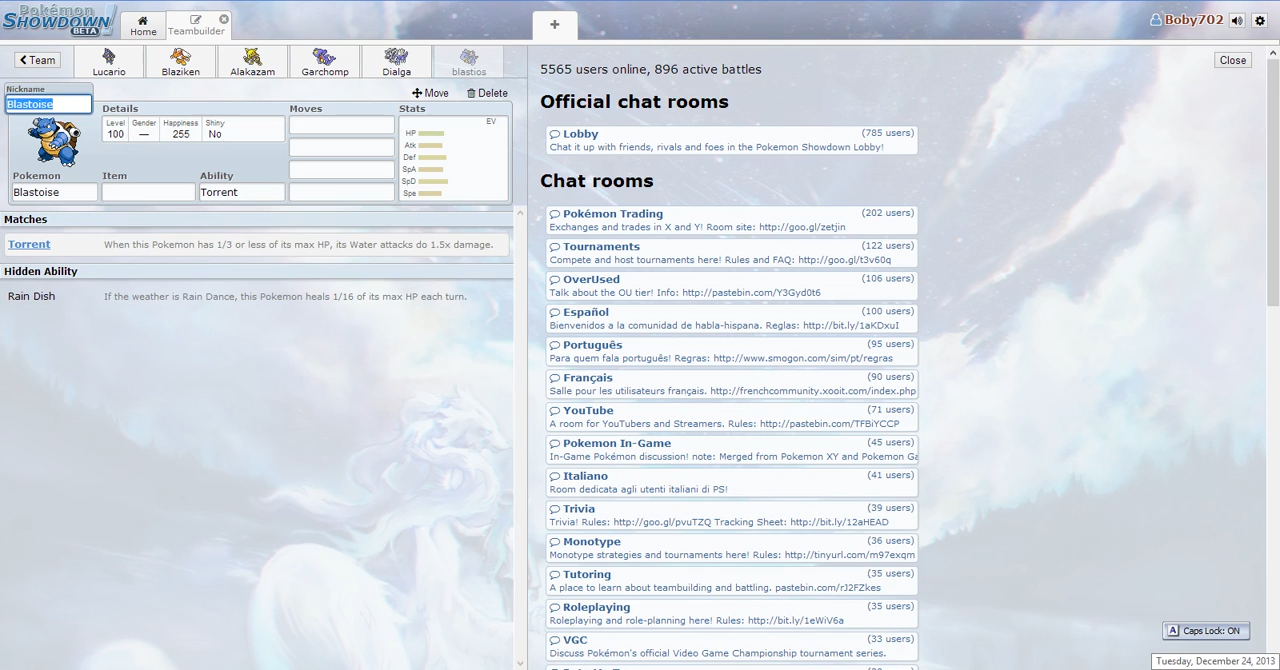 Pokémon
SHOWDOWN!
BETA
Home
Teambuilder
+
Boby702
Team
Lucario
Blaziken
Alakazam
Garchomp
Dialga
blastios
Move
Delete
Nickname
Blastoise
Details
Level
100
Gender
—
Happiness
255
Shiny
No
Moves
Stats
EV
HP
Atk
Def
SpA
SpD
Spe
Pokemon
Blastoise
Item
Ability
Torrent
Matches
Torrent When this Pokemon has 1/3 or less of its max HP, its Water attacks do 1.5x damage.
Hidden Ability
Rain Dish If the weather is Rain Dance, this Pokemon heals 1/16 of its max HP each turn.
Close
5565 users online, 896 active battles
Official chat rooms
Lobby (785 users)
Chat it up with friends, rivals and foes in the Pokemon Showdown Lobby!
Chat rooms
Pokémon Trading (202 users)
Exchanges and trades in X and Y! Room site: http://goo.gl/zetjin
Tournaments (122 users)
Compete and host tournaments here! Rules and FAQ: http://goo.gl/t3v60q
OverUsed (106 users)
Talk about the OU tier! Info: http://pastebin.com/Y3Gyd0t6
Español (100 users)
Bienvenidos a la comunidad de habla-hispana. Reglas: http://bit.ly/1aKDxuI
Português (95 users)
Para quem fala português! Regras: http://www.smogon.com/sim/pt/regras
Français (90 users)
Salle pour les utilisateurs français. http://frenchcommunity.xooit.com/index.php
YouTube (71 users)
A room for YouTubers and Streamers. Rules: http://pastebin.com/TFBiYCCP
Pokemon In-Game (45 users)
In-Game Pokémon discussion! note: Merged from Pokemon XY and Pokemon Ga
Italiano (41 users)
Room dedicata agli utenti italiani di PS!
Trivia (39 users)
Trivia! Rules: http://goo.gl/pvuTZQ Tracking Sheet: http://bit.ly/12aHEAD
Monotype (36 users)
Monotype strategies and tournaments here! Rules: http://tinyurl.com/m97exqm
Tutoring (35 users)
A place to learn about teambuilding and battling. pastebin.com/rJ2FZkes
Roleplaying (35 users)
Roleplaying and role-planning here! Rules: http://bit.ly/1eWiV6a
VGC (33 users)
Discuss Pokémon's official Video Game Championship tournament series.
A Caps Lock: ON
Tuesday, December 24, 2013